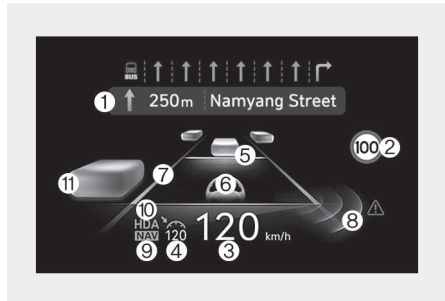 BUS
① 250m Namyang Street
100 ②
⑤
⑪ ⑦ ⑥
⑩ ⑧
HDA 120 km/h
NAV 120
⑨ ④ ③